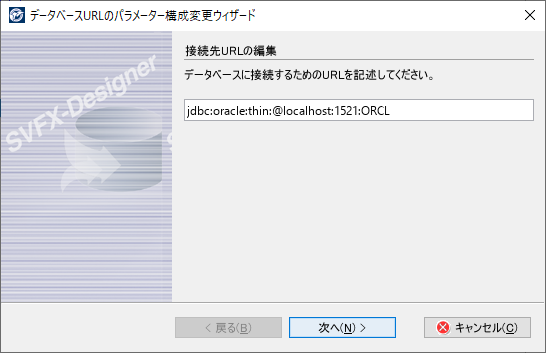 データベースURLのパラメーター構成変更ウィザード
SVFX-Designer
SVFX-Des
接続先URLの編集
データベースに接続するためのURLを記述してください。
jdbc:oracle:thin:@localhost:1521:ORCL
< 戻る(B)
次へ(N) >
キャンセル(C)